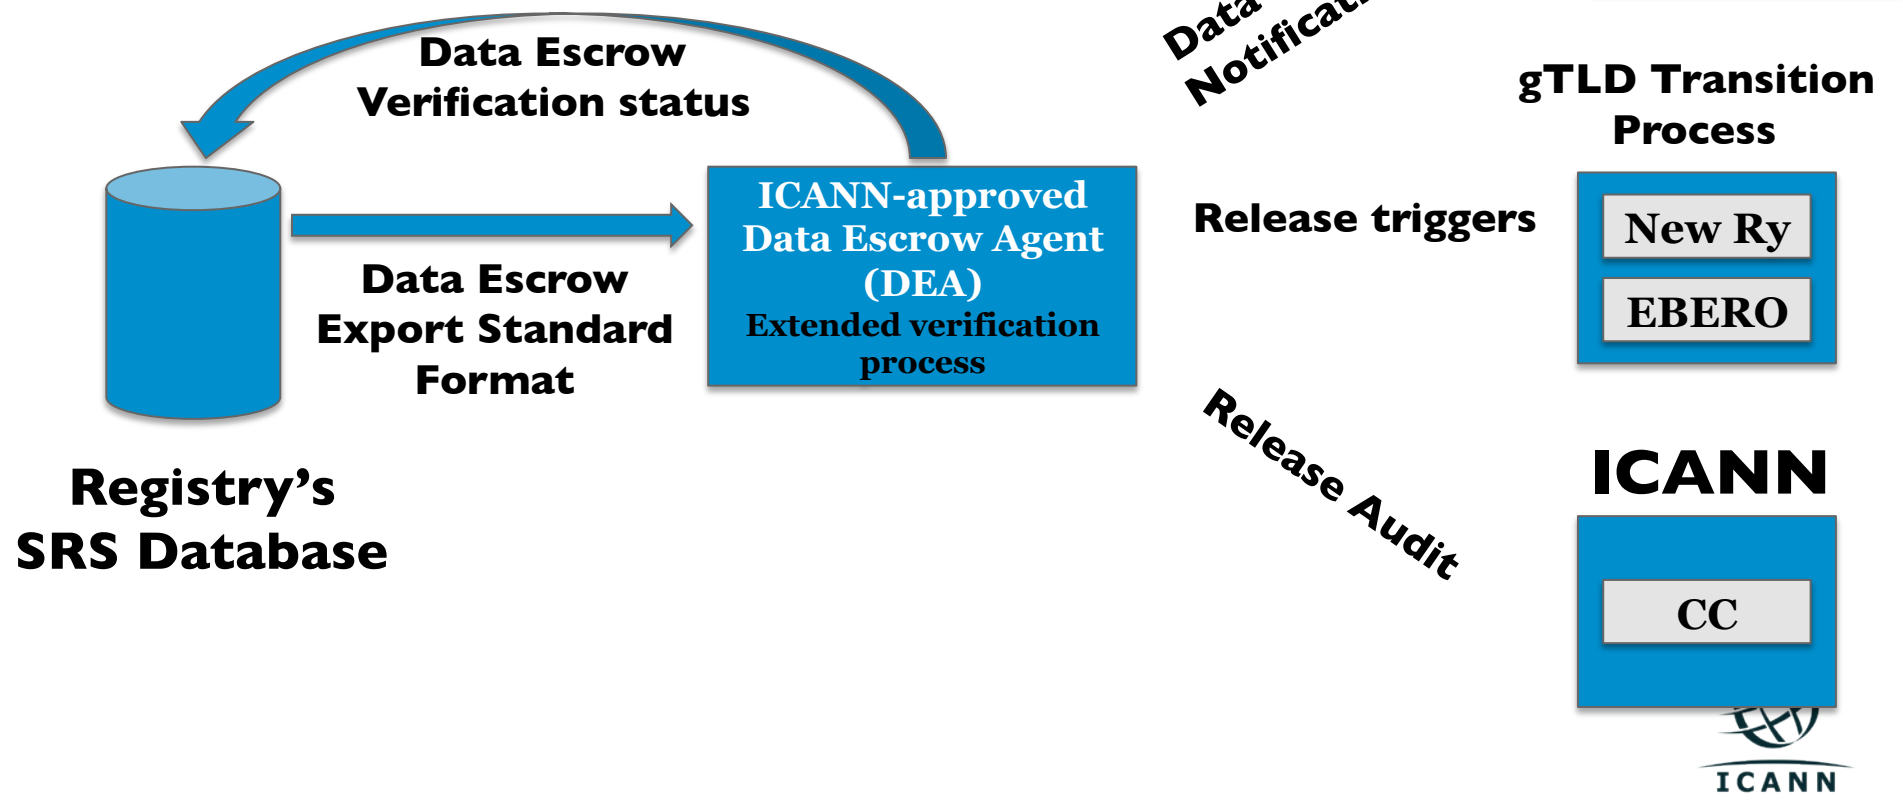 Data Escrow
Verification status
Data
Notificati
gTLD Transition
Process
ICANN-approved
Data Escrow Agent
(DEA)
Extended verification
process
Release triggers
New Ry
EBERO
Data Escrow
Export Standard
Format
Release Audit
Registry’s
SRS Database
ICANN
CC
ICANN